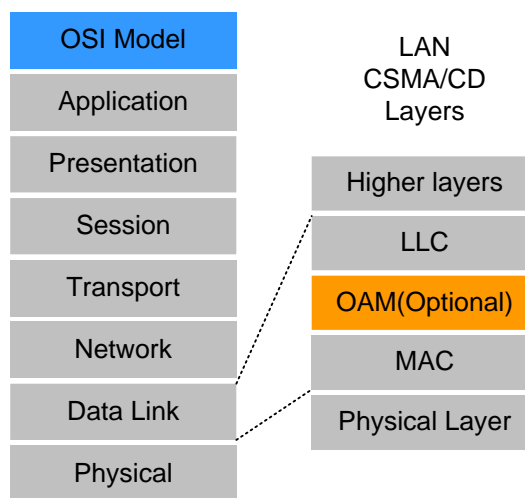 OSI Model
Application
Presentation
Session
Transport
Network
Data Link
Physical
LAN
CSMA/CD
Layers
Higher layers
LLC
OAM(Optional)
MAC
Physical Layer